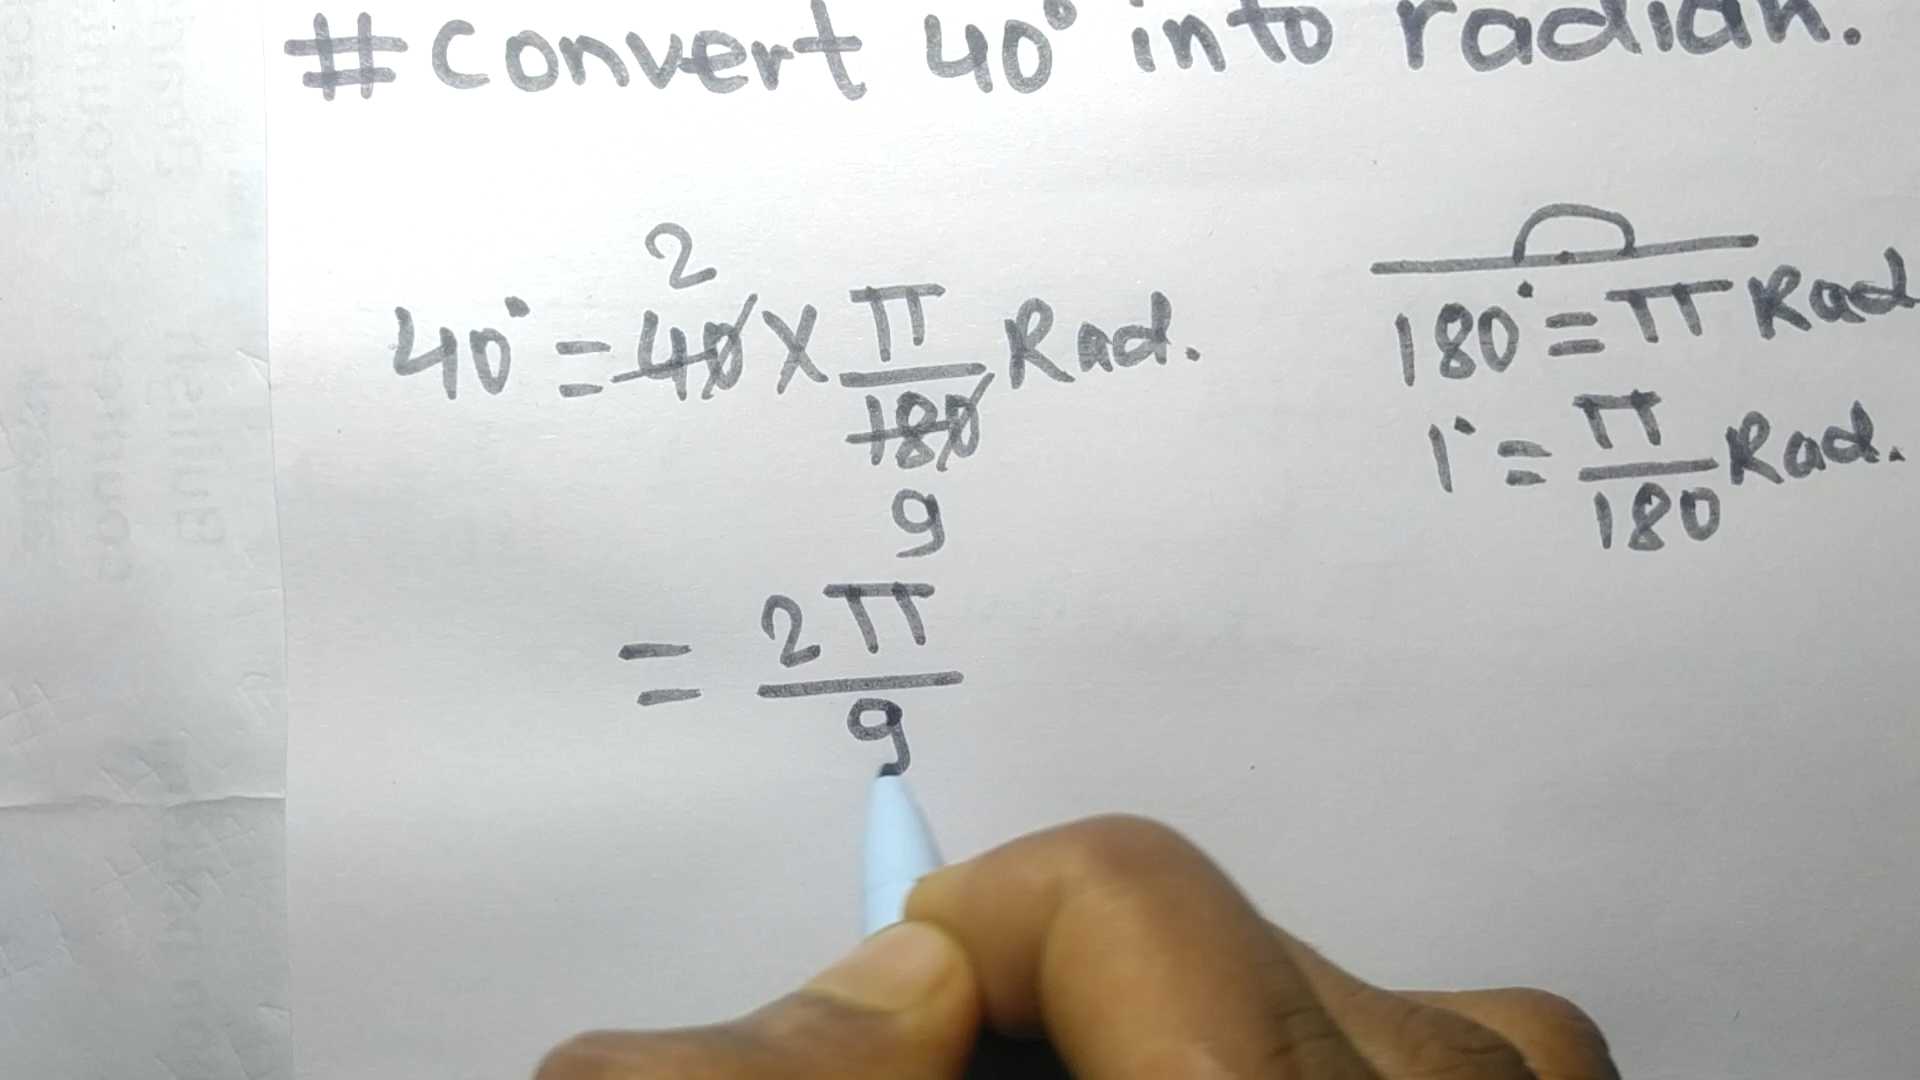 #Convert 40° into radian.
2
40° = 40 × π/180 Rad.
9
= 2π/9
180° = π Rad
1° = π/180 Rad.